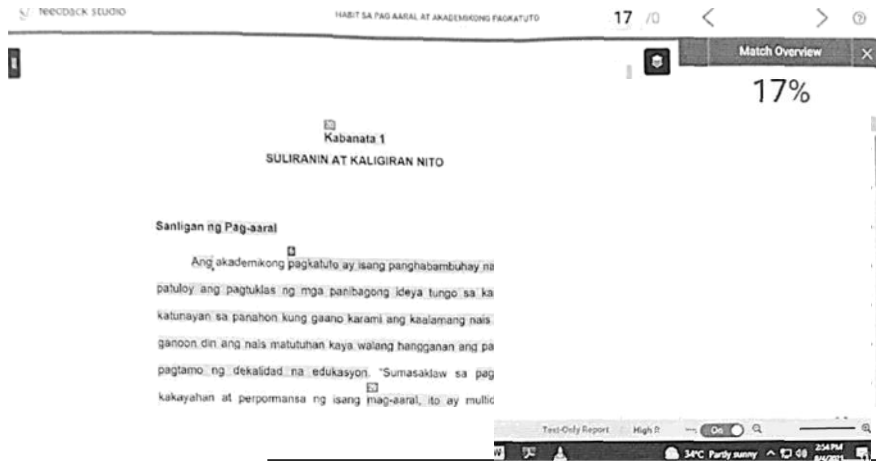 feedback studio
HABIT SA PAG AARAL AT AKADEMIKONG PAGKATUTO
17 /0
Match Overview
17%
Kabanata 1
SULIRANIN AT KALIGIRAN NITO
Sanligan ng Pag-aaral
Ang akademikong pagkatuto ay isang panghabambuhay na
patuloy ang pagtuklas ng mga panibagong ideya tungo sa ka
katunayan sa panahon kung gaano karami ang kaalamang nais
ganoon din ang nais matutuhan kaya walang hangganan ang pa
pagtamo ng dekalidad na edukasyon. "Sumasaklaw sa pag
kakayahan at perpormansa ng isang mag-aaral, ito ay multid
Text-Only Report High R On
34°C Partly sunny 2:54 PM